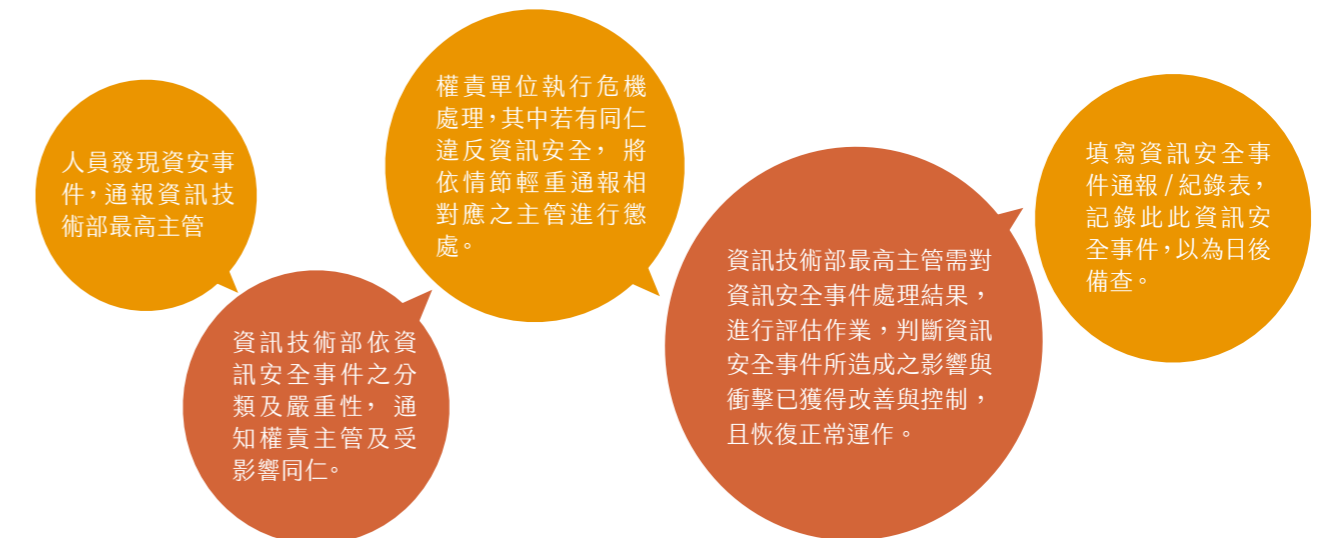 人員發現資安事
件，通報資訊技
術部最高主管
資訊技術部依資
訊安全事件之分
類及嚴重性， 通
知權責主管及受
影響同仁。
權責單位執行危機
處理，其中若有同仁
違反資訊安全， 將
依情節輕重通報相
對應之主管進行懲
處。
資訊技術部最高主管需對
資訊安全事件處理結果，
進行評估作業，判斷資訊
安全事件所造成之影響與
衝擊已獲得改善與控制，
且恢復正常運作。
填寫資訊安全事
件通報 / 紀錄表，
記錄此此資訊安
全事件，以為日後
備查。